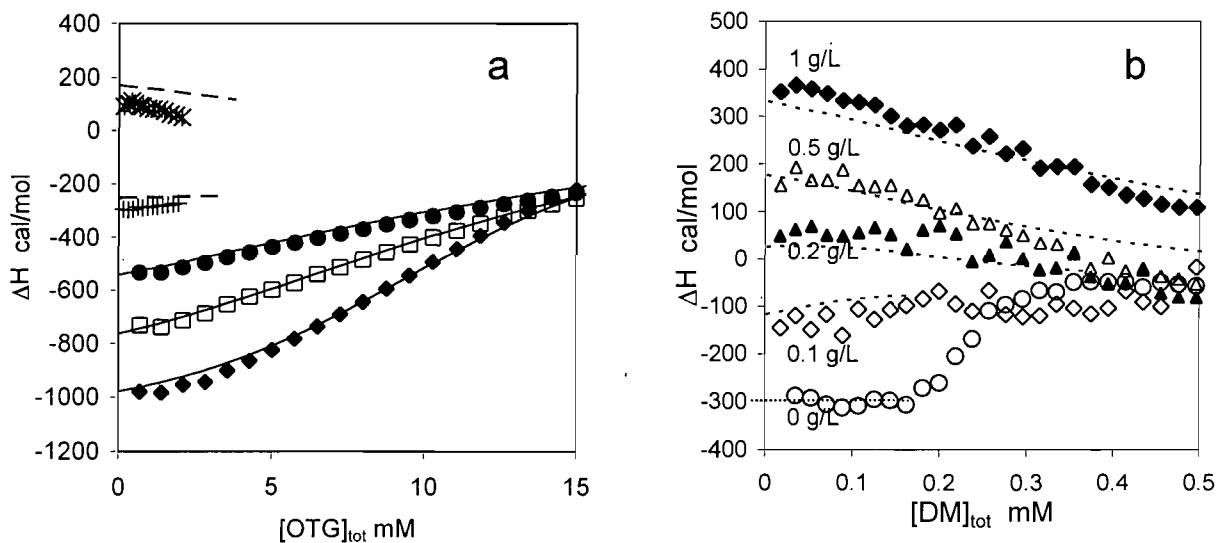 a
400
200
0
-200
-400
-600
-800
-1000
-1200
ΔH cal/mol
0
5
10
15
[OTG]tot mM
b
500
400
300
200
100
0
-100
-200
-300
-400
ΔH cal/mol
1 g/L
0.5 g/L
0.2 g/L
0.1 g/L
0 g/L
0
0.1
0.2
0.3
0.4
0.5
[DM]tot mM